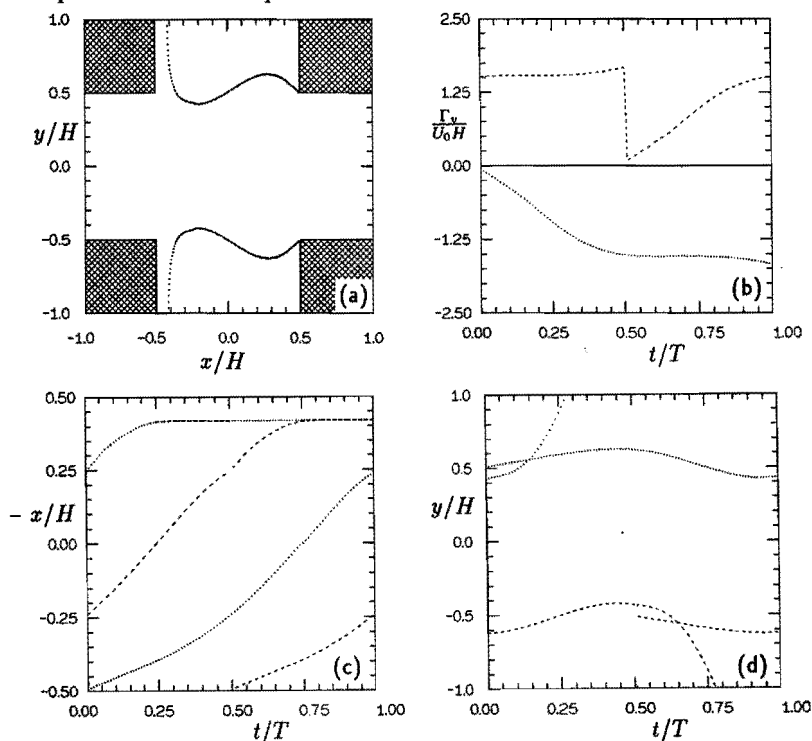 1.0
0.5
y/H
0.0
-0.5
-1.0
-1.0 -0.5 0.0 0.5 1.0
x/H
(a)
2.50
1.25
Γv
U₀H
0.00
-1.25
-2.50
0.00 0.25 0.50 0.75 1.00
t/T
(b)
0.50
0.25
- x/H
0.00
-0.25
-0.50
0.00 0.25 0.50 0.75 1.00
t/T
(c)
1.0
0.5
y/H
0.0
-0.5
-1.0
0.00 0.25 0.50 0.75 1.00
t/T
(d)